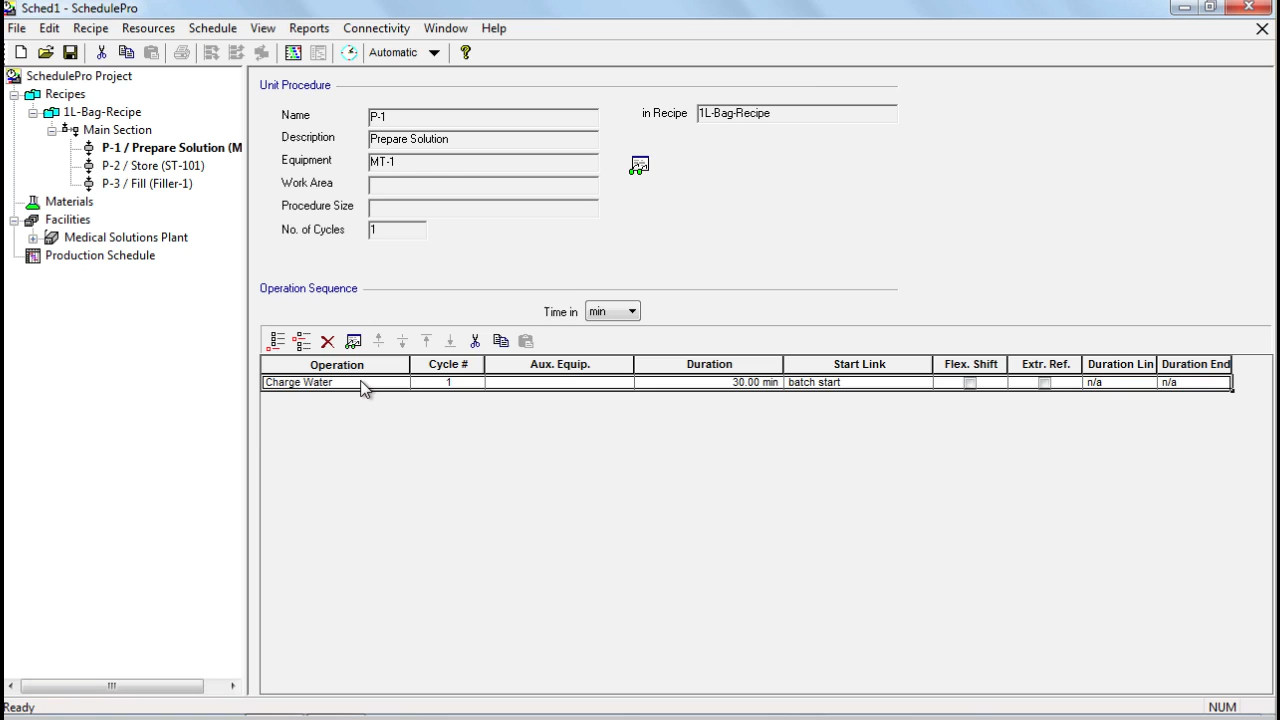 Sched1 - SchedulePro
File Edit Recipe Resources Schedule View Reports Connectivity Window Help
Automatic
SchedulePro Project
Recipes
1L-Bag-Recipe
Main Section
P-1 / Prepare Solution (M
P-2 / Store (ST-101)
P-3 / Fill (Filler-1)
Materials
Facilities
Medical Solutions Plant
Production Schedule
Unit Procedure
Name P-1 in Recipe 1L-Bag-Recipe
Description Prepare Solution
Equipment MT-1
Work Area
Procedure Size
No. of Cycles 1
Operation Sequence
Time in min
Operation Cycle # Aux. Equip. Duration Start Link Flex. Shift Extr. Ref. Duration Lin Duration End
Charge Water 1 30.00 min batch start n/a n/a
Ready NUM